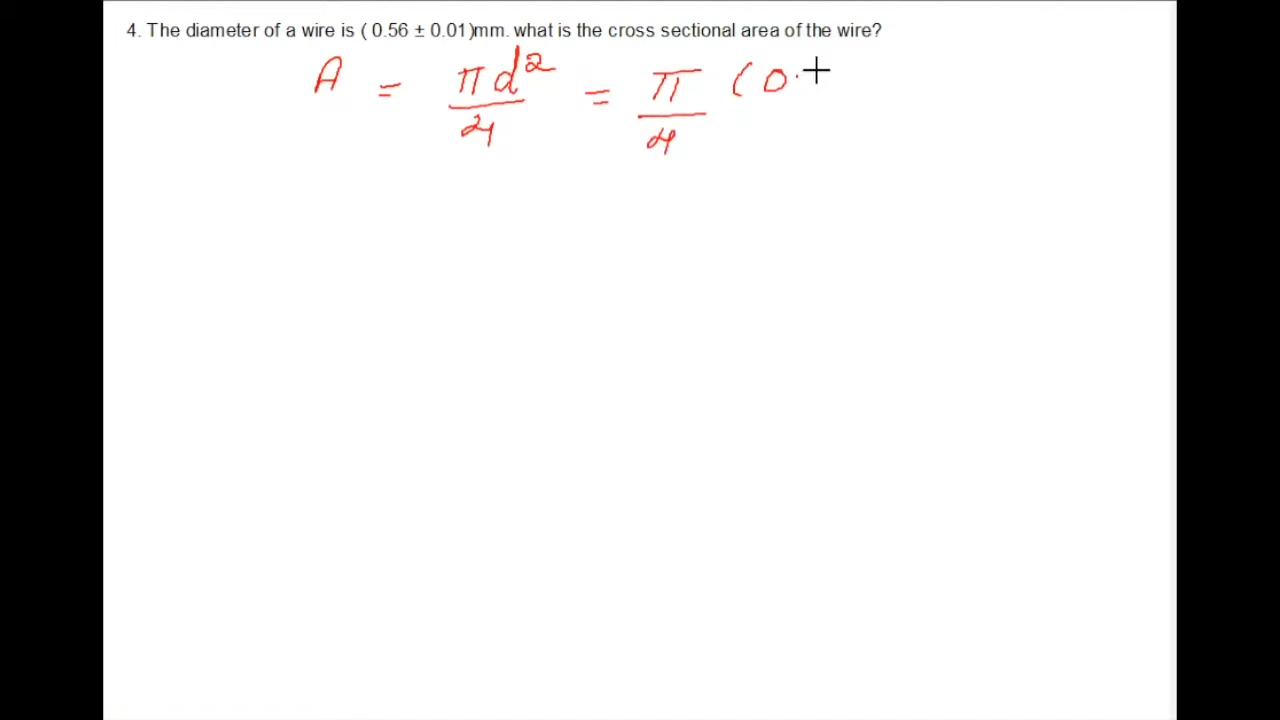 4. The diameter of a wire is ( 0.56 ± 0.01)mm. what is the cross sectional area of the wire?
A = πd²/4 = π/4 (0.